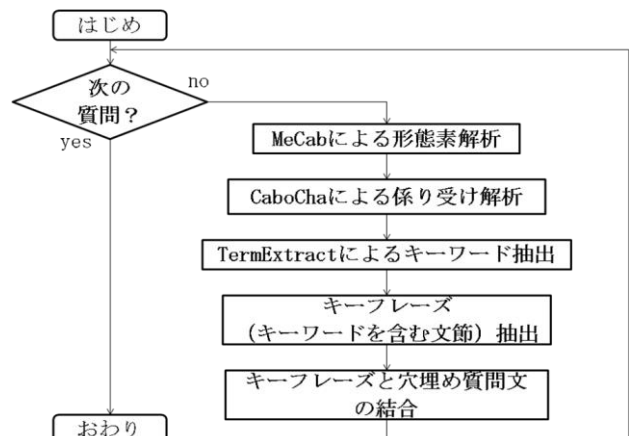 はじめ
次の
質問？
no
yes
MeCabによる形態素解析
CaboChaによる係り受け解析
TermExtractによるキーワード抽出
キーフレーズ
（キーワードを含む文節）抽出
キーフレーズと穴埋め質問文
の結合
おわり